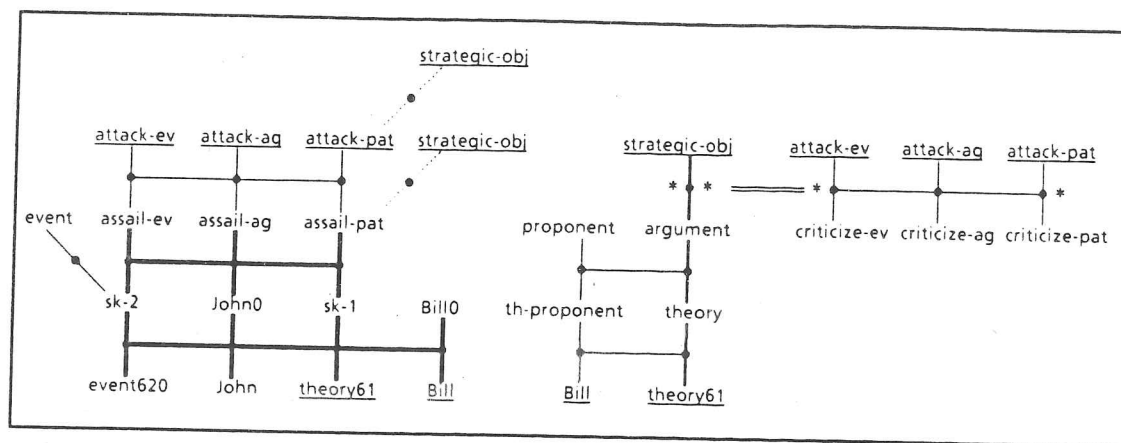 strategic-obj
attack-ev attack-ag attack-pat strategic-obj strategic-obj attack-ev attack-ag attack-pat
* * * *
event assail-ev assail-ag assail-pat proponent argument criticize-ev criticize-ag criticize-pat
sk-2 John0 sk-1 Bill0 th-proponent theory
event620 John theory61 Bill Bill theory61